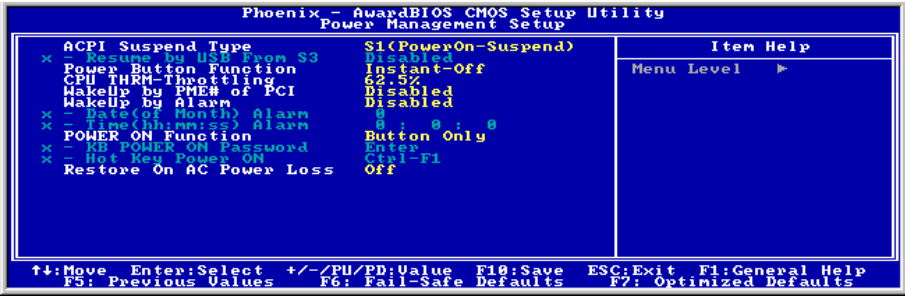 Phoenix - AwardBIOS CMOS Setup Utility
Power Management Setup
ACPI Suspend Type S1(PowerOn-Suspend)
x - Resume by USB From S3 Disabled
Power Button Function Instant-Off
CPU THRM-Throttling 62.5%
WakeUp by PME# of PCI Disabled
WakeUp by Alarm Disabled
x - Date(of Month) Alarm 0
x - Time(hh:mm:ss) Alarm 0 : 0 : 0
POWER ON Function Button Only
x - KB POWER ON Password Enter
x - Hot Key Power ON Ctrl-F1
Restore On AC Power Loss Off
Item Help
Menu Level ►
↑↓:Move Enter:Select +/-/PU/PD:Value F10:Save ESC:Exit F1:General Help
F5: Previous Values F6: Fail-Safe Defaults F7: Optimized Defaults